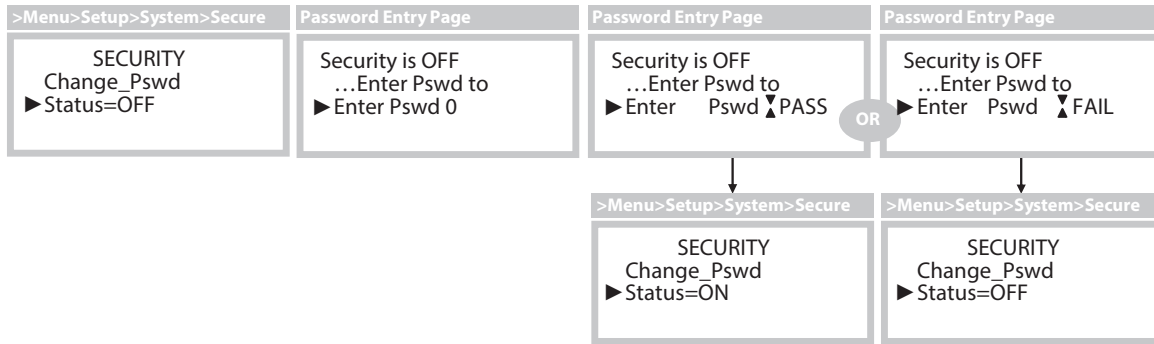 >Menu>Setup>System>Secure
SECURITY
Change_Pswd
►Status=OFF
Password Entry Page
Security is OFF
…Enter Pswd to
►Enter Pswd 0
Password Entry Page
Security is OFF
…Enter Pswd to
►Enter Pswd PASS
OR
Password Entry Page
Security is OFF
…Enter Pswd to
►Enter Pswd FAIL
>Menu>Setup>System>Secure
SECURITY
Change_Pswd
►Status=ON
>Menu>Setup>System>Secure
SECURITY
Change_Pswd
►Status=OFF